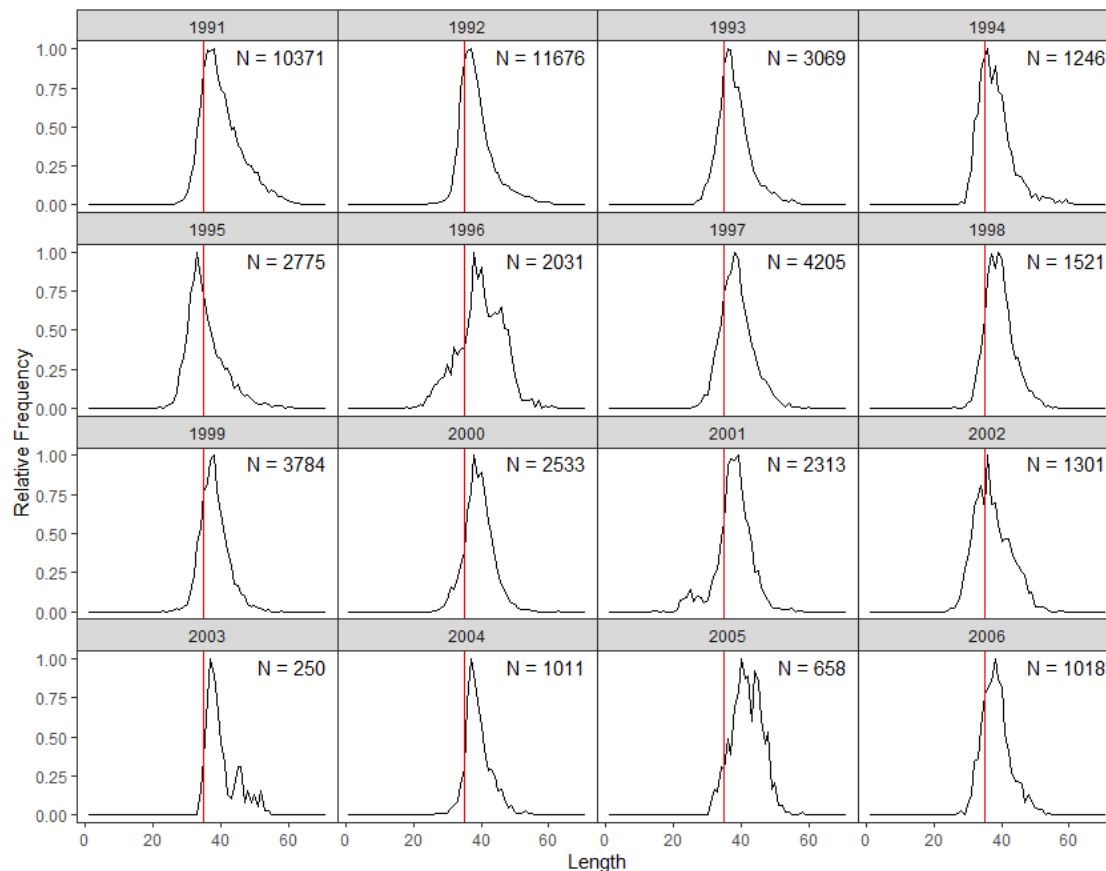 1991 1992 1993 1994
1.00 N = 10371 N = 11676 N = 3069 N = 1246
0.75
0.50
0.25
0.00
1995 1996 1997 1998
1.00 N = 2775 N = 2031 N = 4205 N = 1521
0.75
0.50
0.25
0.00
Relative Frequency
1999 2000 2001 2002
1.00 N = 3784 N = 2533 N = 2313 N = 1301
0.75
0.50
0.25
0.00
2003 2004 2005 2006
1.00 N = 250 N = 1011 N = 658 N = 1018
0.75
0.50
0.25
0.00
0 20 40 60 0 20 40 60 0 20 40 60 0 20 40 60
Length